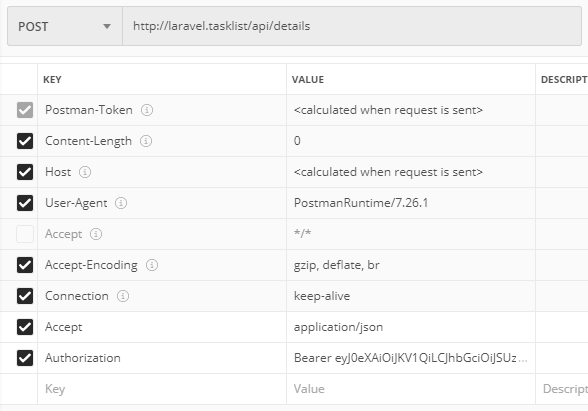 POST http://laravel.tasklist/api/details
KEY VALUE DESCRIPT
Postman-Token <calculated when request is sent>
Content-Length 0
Host <calculated when request is sent>
User-Agent PostmanRuntime/7.26.1
Accept */*
Accept-Encoding gzip, deflate, br
Connection keep-alive
Accept application/json
Authorization Bearer eyJ0eXAiOiJKV1QiLCJhbGciOiJSUz...
Key Value Descript